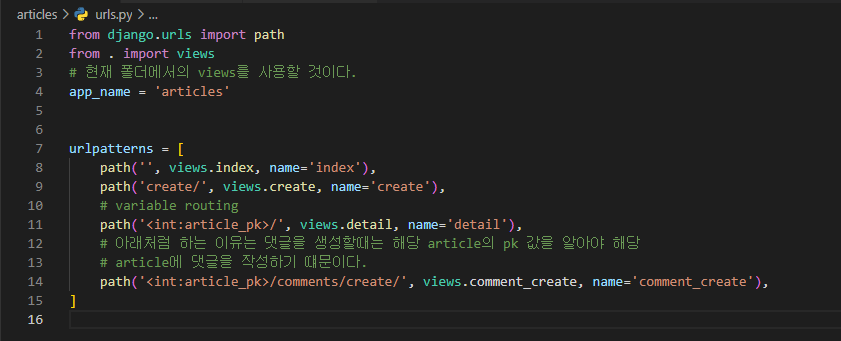 articles > urls.py > ...
1 from django.urls import path
2 from . import views
3 # 현재 폴더에서의 views를 사용할 것이다.
4 app_name = 'articles'
5
6
7 urlpatterns = [
8 path('', views.index, name='index'),
9 path('create/', views.create, name='create'),
10 # variable routing
11 path('<int:article_pk>/', views.detail, name='detail'),
12 # 아래처럼 하는 이유는 댓글을 생성할때는 해당 article의 pk 값을 알아야 해당
13 # article에 댓글을 작성하기 때문이다.
14 path('<int:article_pk>/comments/create/', views.comment_create, name='comment_create'),
15 ]
16